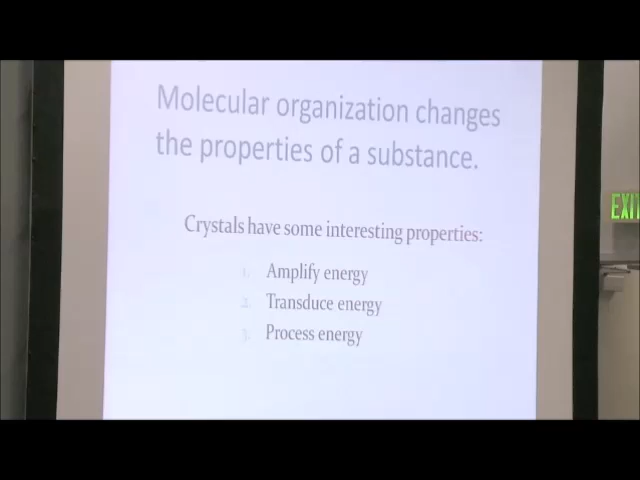 Molecular organization changes
the properties of a substance.
Crystals have some interesting properties:
1. Amplify energy
2. Transduce energy
3. Process energy
EXIT